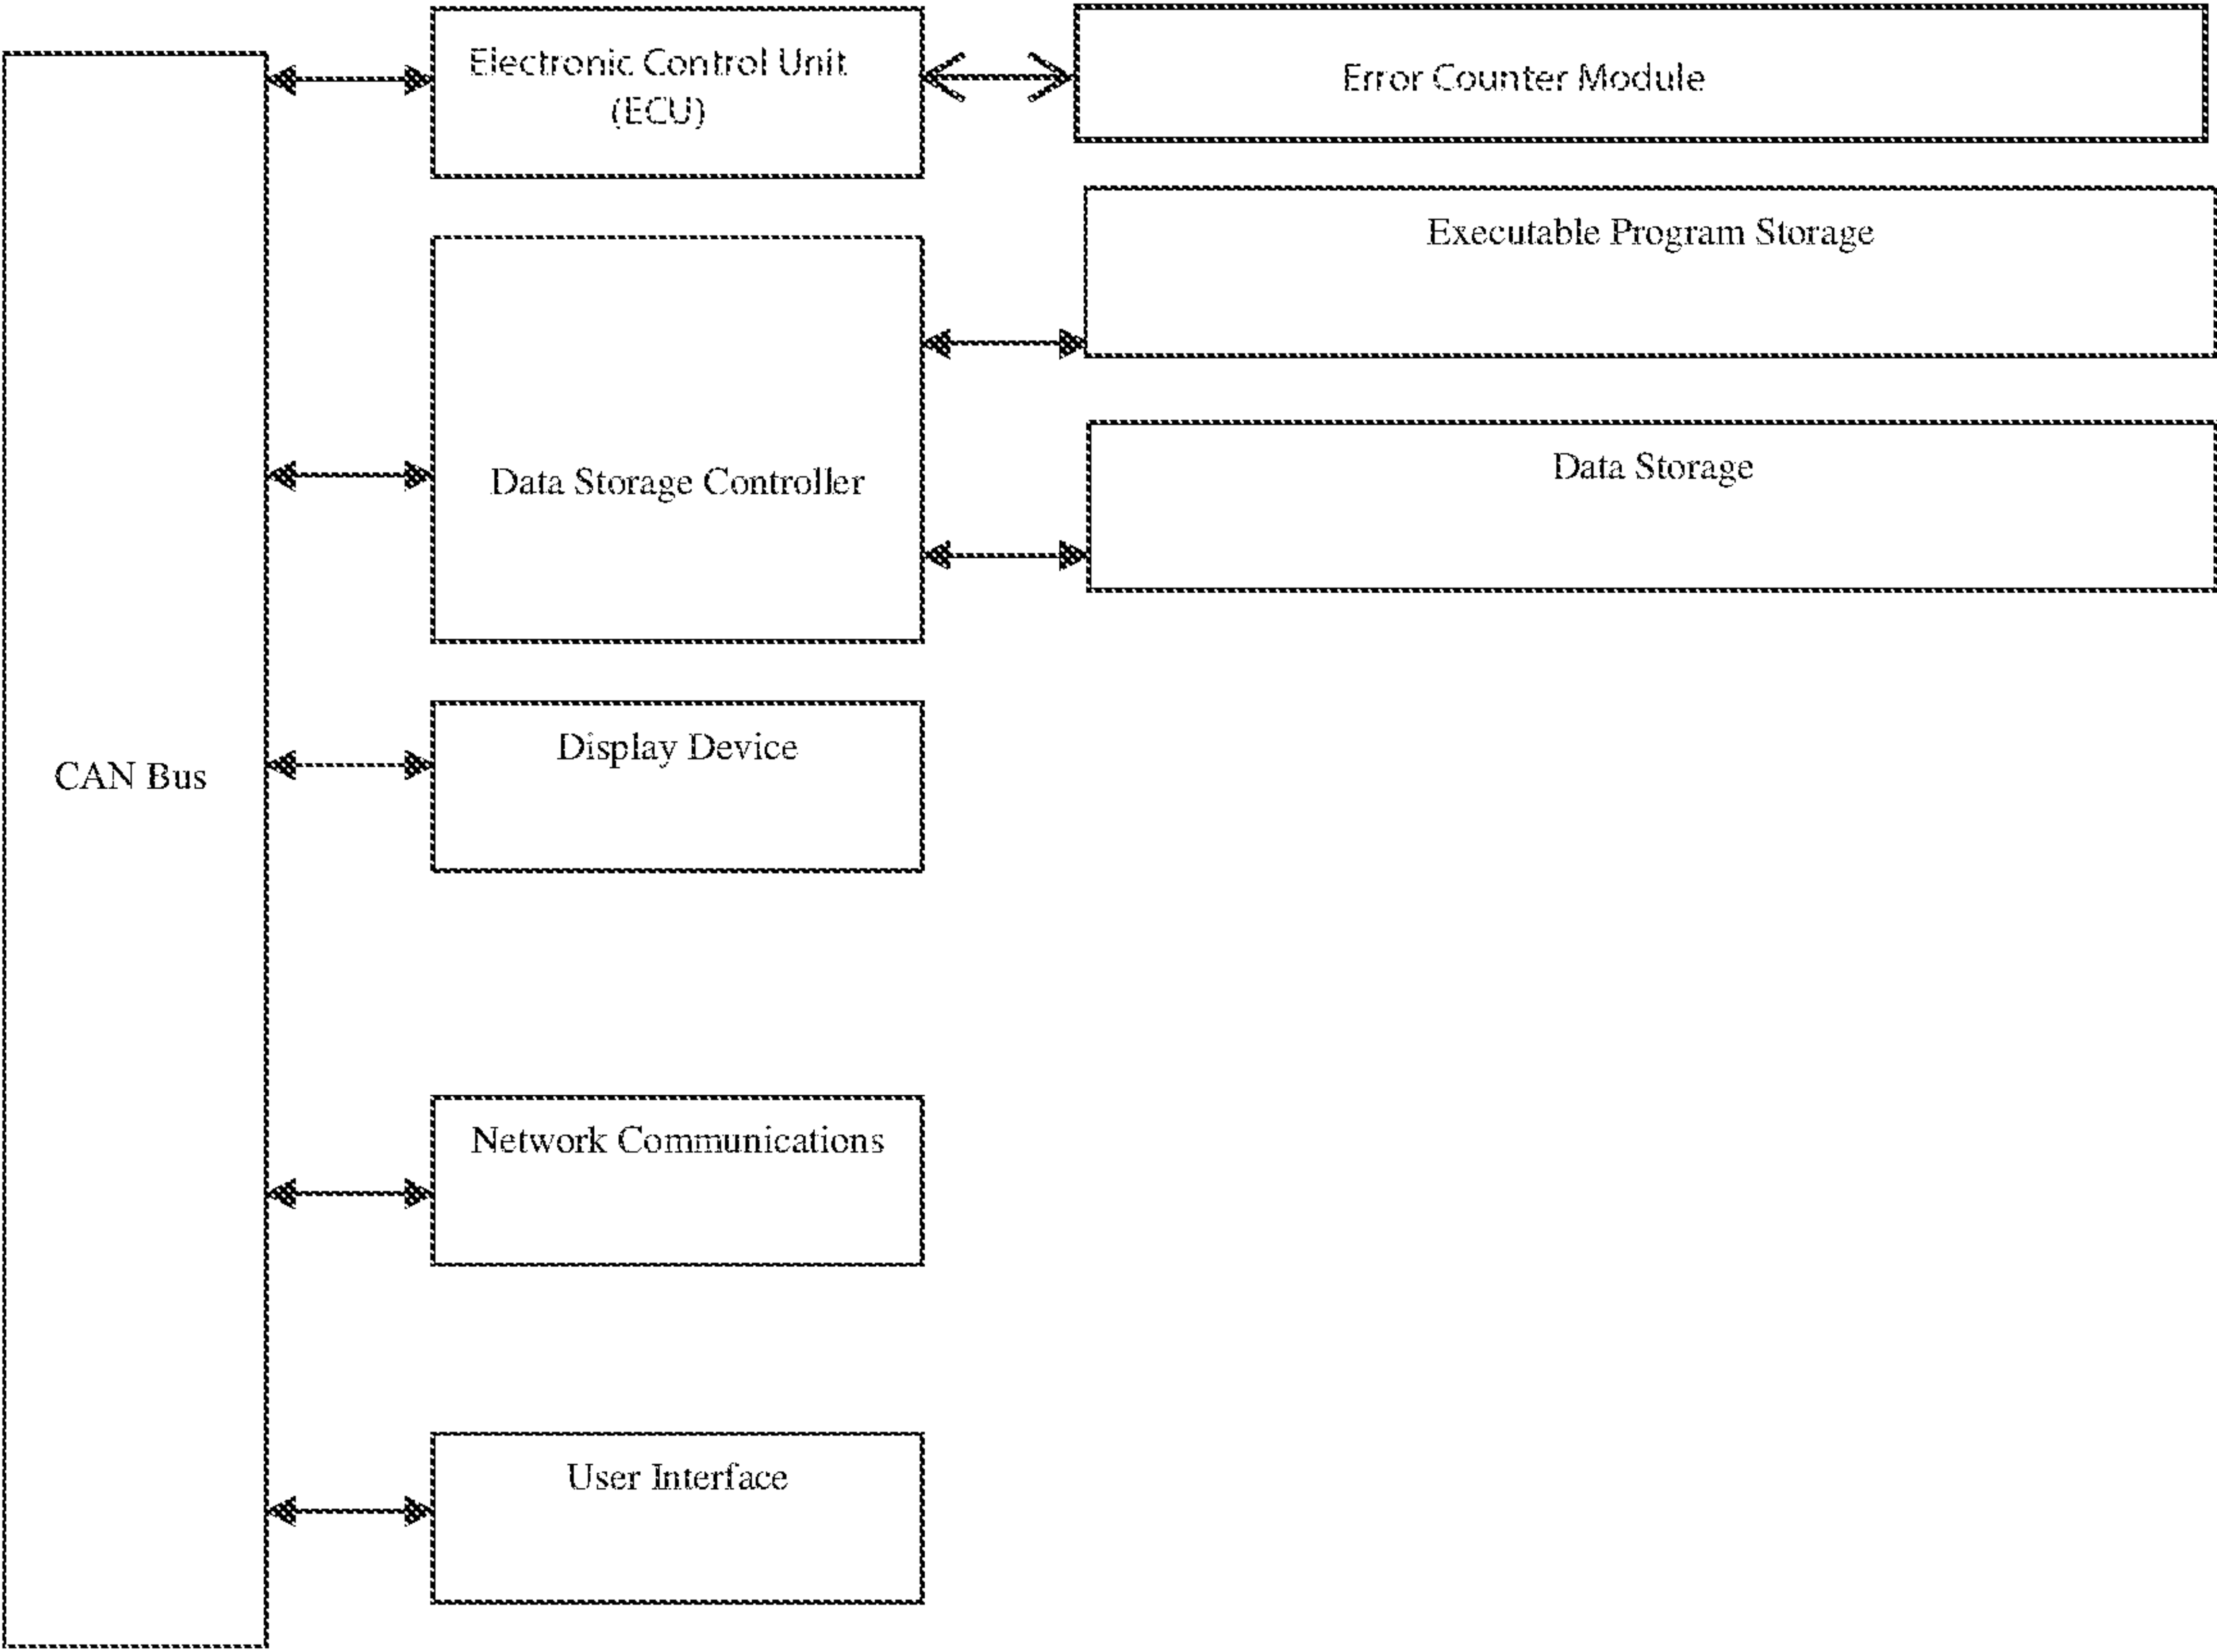 Electronic Control Unit
(ECU)
Error Counter Module
Executable Program Storage
Data Storage
Data Storage Controller
Display Device
CAN Bus
Network Communications
User Interface